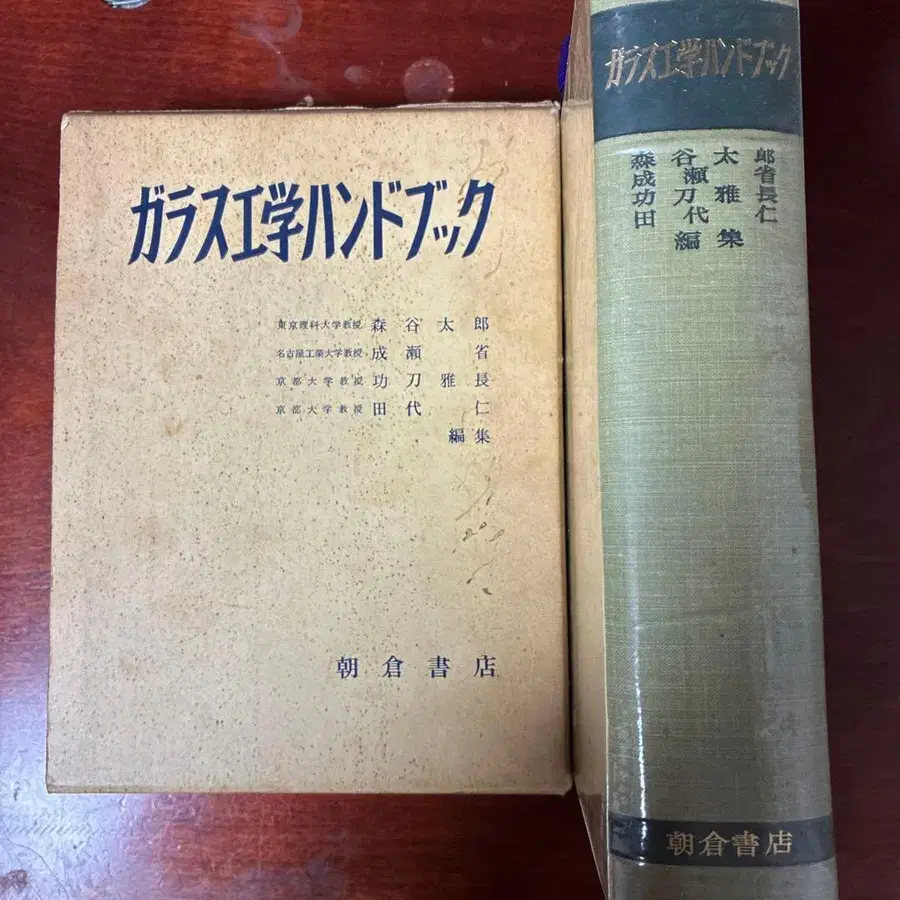 ガラス工学ハンドブック
東京理科大学教授 森谷太郎
名古屋工業大学教授 成瀬省
京都大学教授 功刀雅長
京都大学教授 田代仁
編集
朝倉書店
ガラス工学ハンドブック
森谷太郎
成瀬省
功刀雅長
田代仁
編集
朝倉書店